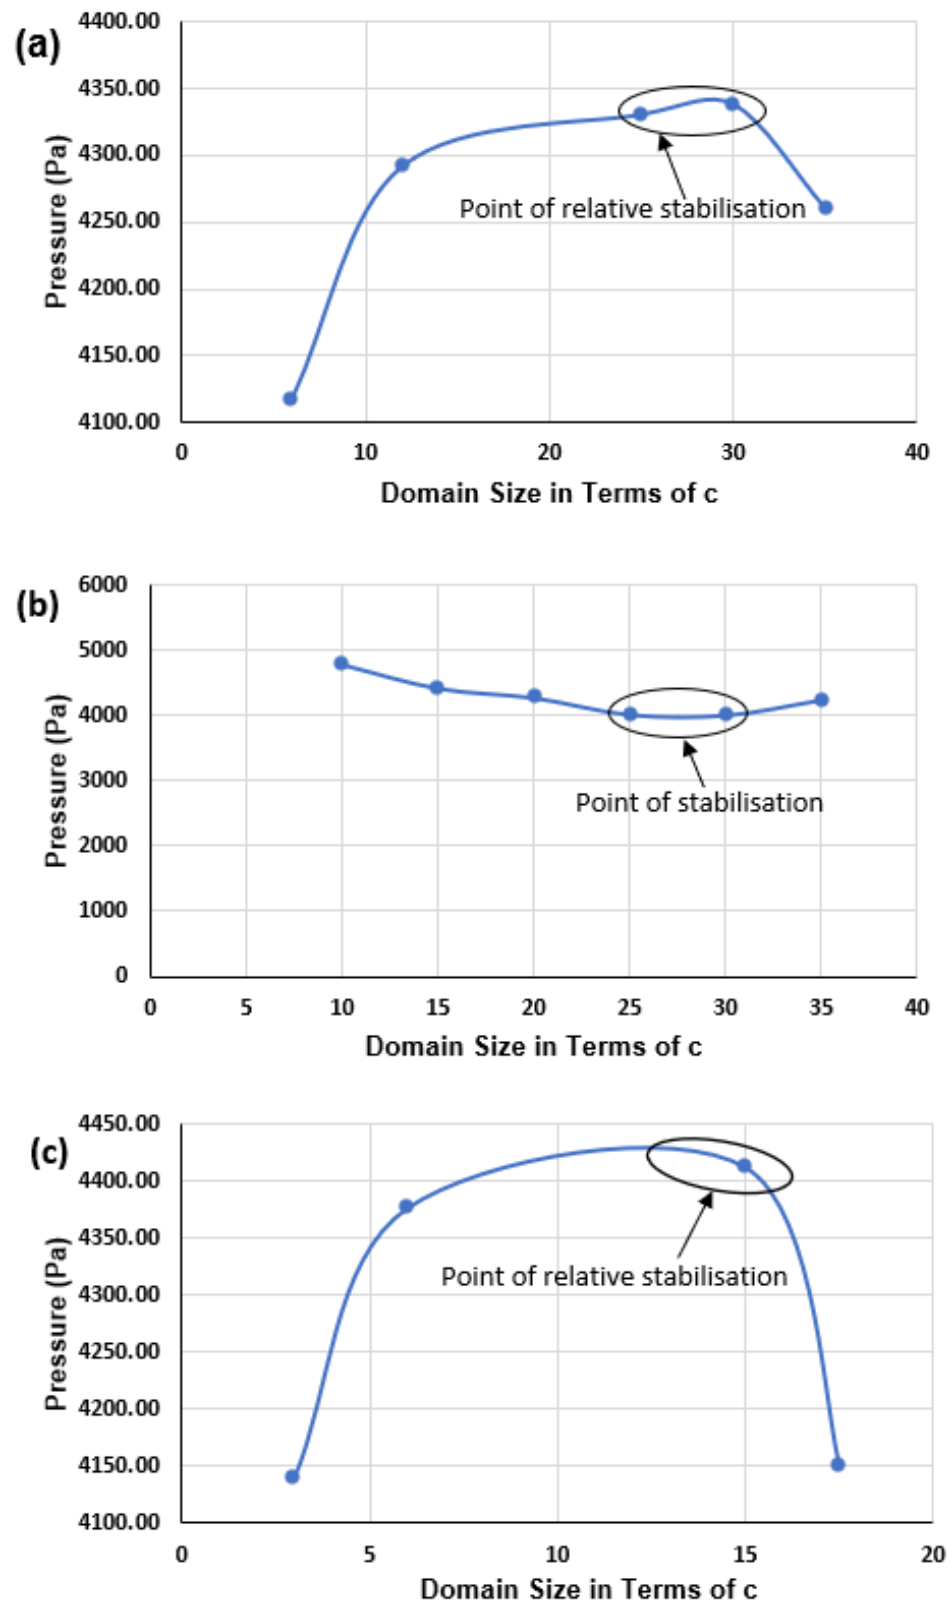 (a)
4400.00
4350.00
4300.00
4250.00
4200.00
4150.00
4100.00
Pressure (Pa)
Point of relative stabilisation
0 10 20 30 40
Domain Size in Terms of c
(b)
6000
5000
4000
3000
2000
1000
0
Pressure (Pa)
Point of stabilisation
0 5 10 15 20 25 30 35 40
Domain Size in Terms of c
(c)
4450.00
4400.00
4350.00
4300.00
4250.00
4200.00
4150.00
4100.00
Pressure (Pa)
Point of relative stabilisation
0 5 10 15 20
Domain Size in Terms of c